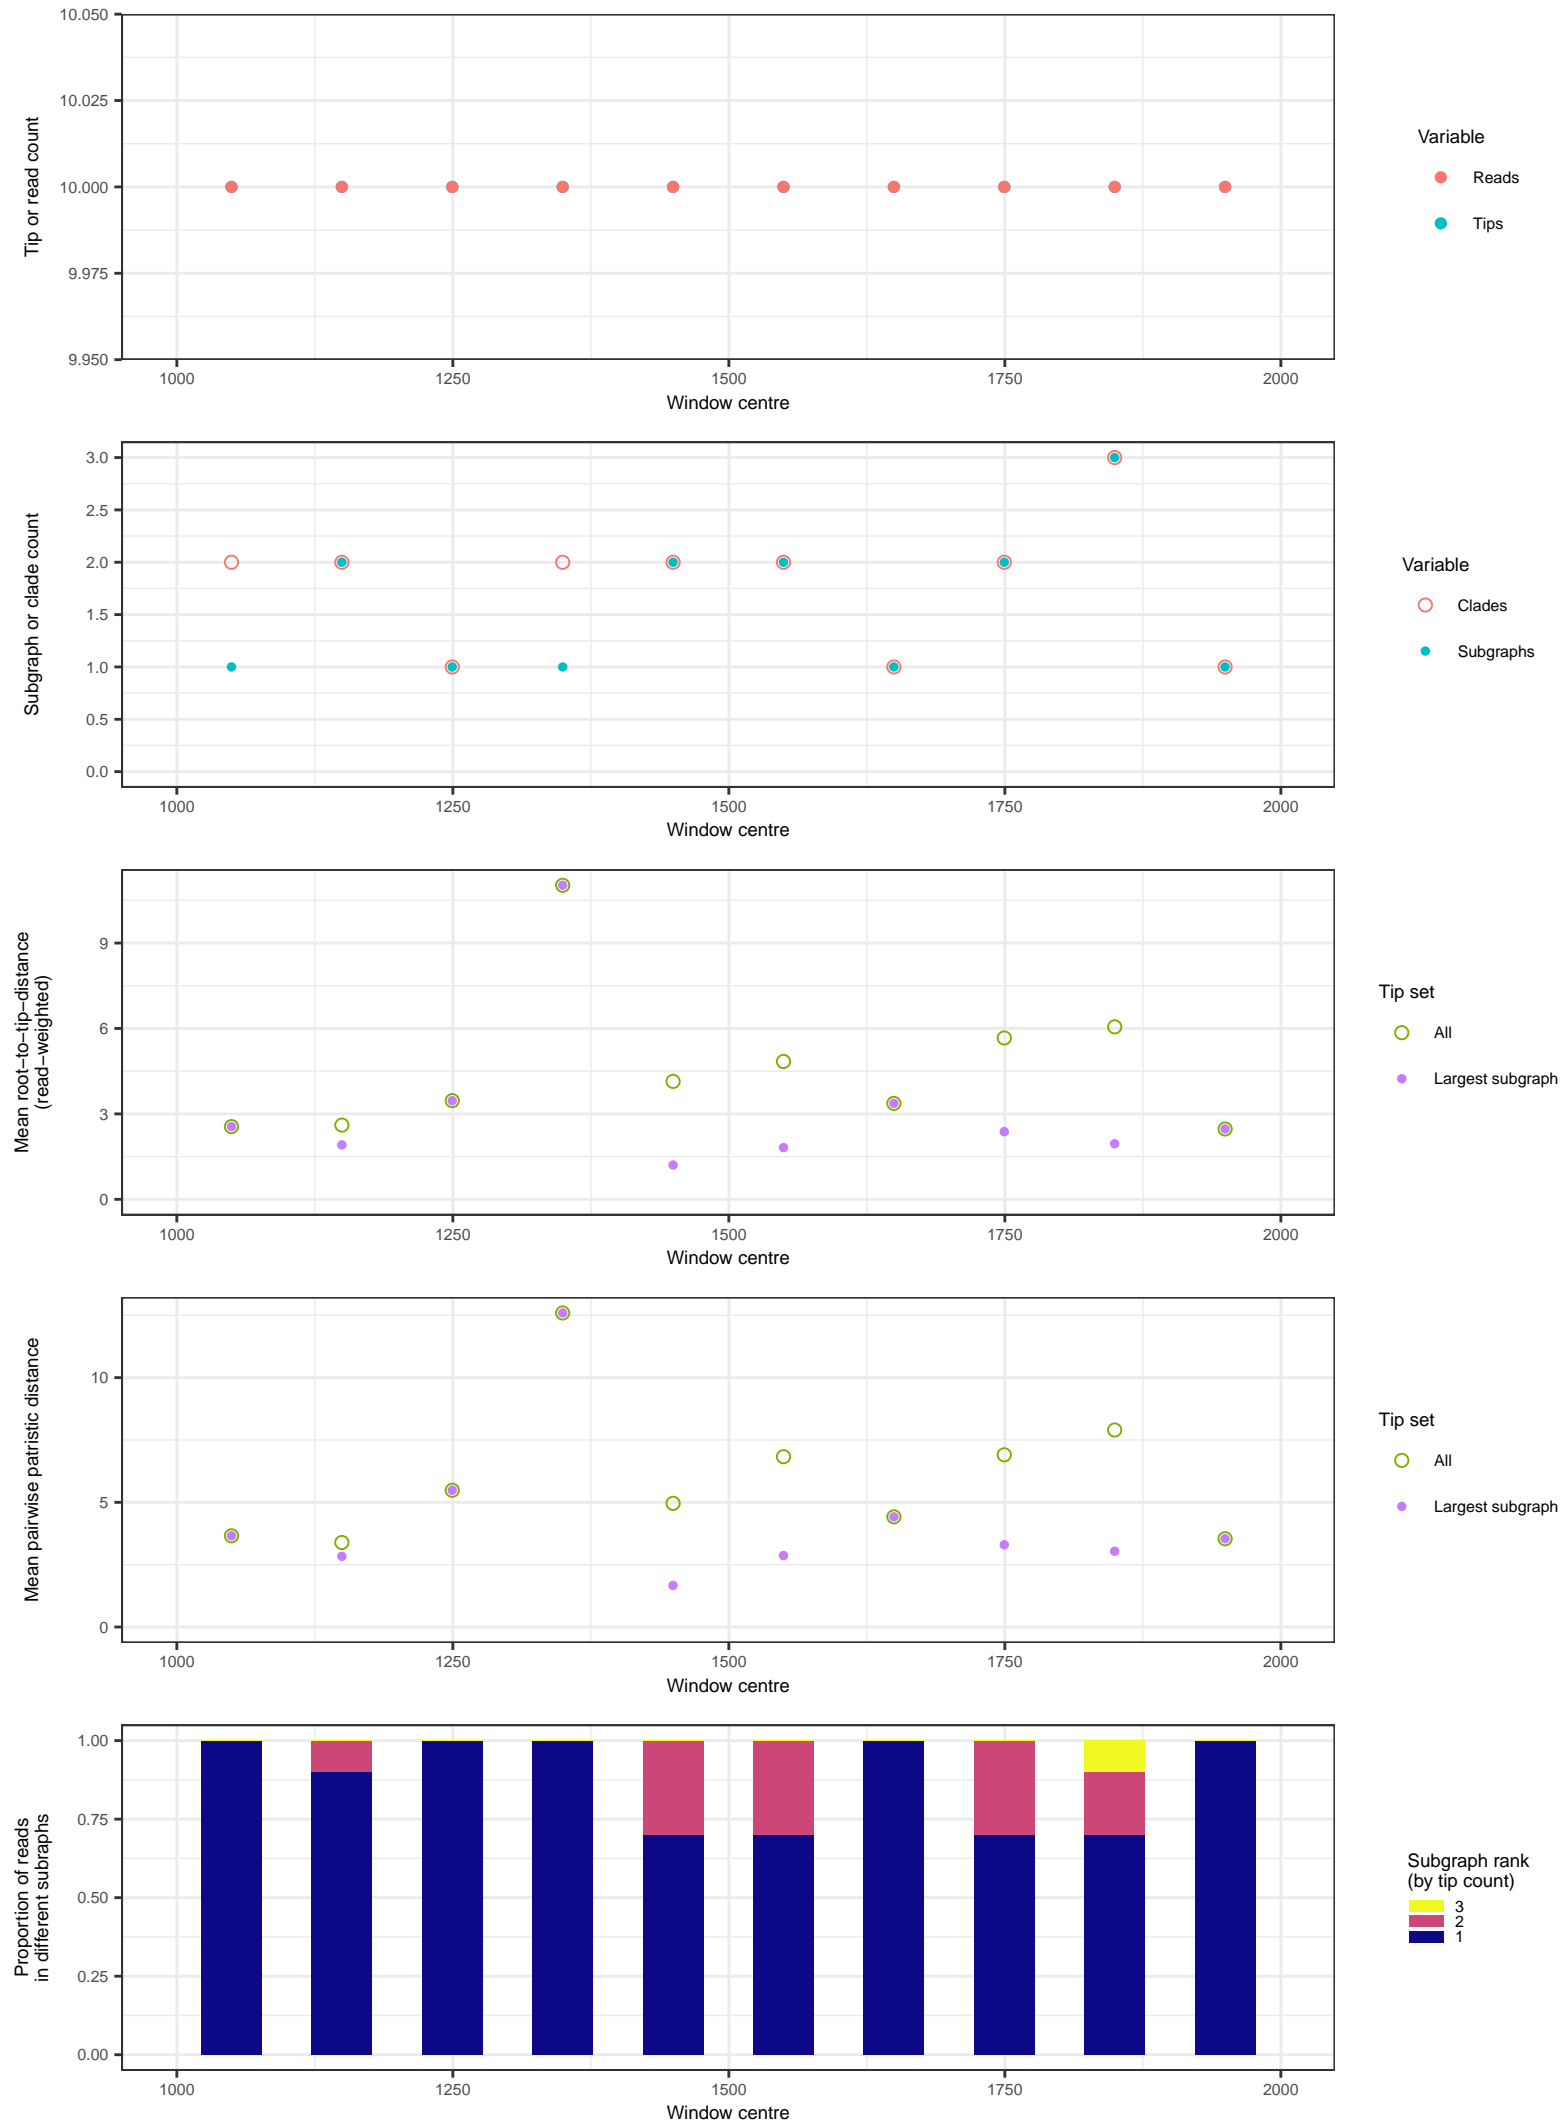 10.050
10.025
10.000
9.975
9.950
Tip or read count
1000 1250 1500 1750 2000
Window centre
Variable
Reads
Tips
3.0
2.5
2.0
1.5
1.0
0.5
0.0
Subgraph or clade count
1000 1250 1500 1750 2000
Window centre
Variable
Clades
Subgraphs
9
6
3
0
Mean root−to−tip−distance
(read−weighted)
1000 1250 1500 1750 2000
Window centre
Tip set
All
Largest subgraph
10
5
0
Mean pairwise patristic distance
1000 1250 1500 1750 2000
Window centre
Tip set
All
Largest subgraph
1.00
0.75
0.50
0.25
0.00
Proportion of reads
in different subraphs
1000 1250 1500 1750 2000
Window centre
Subgraph rank
(by tip count)
3
2
1